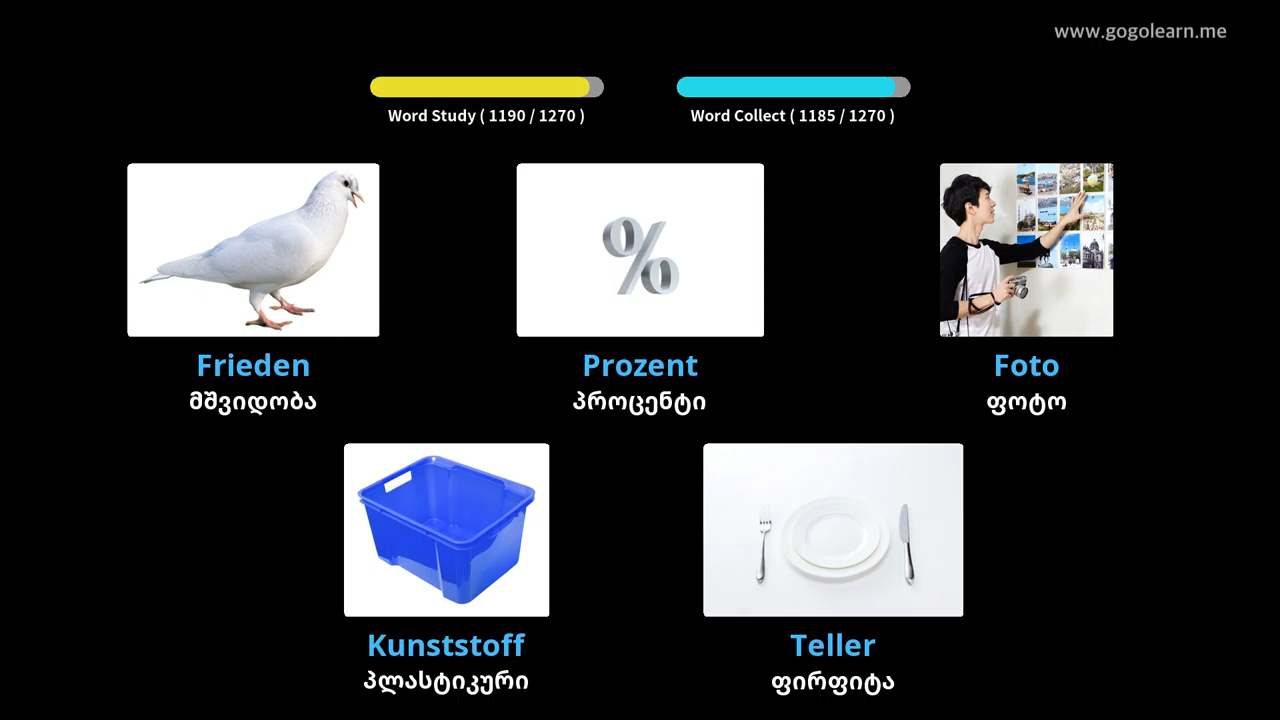 www.gogolearn.me
Word Study ( 1190 / 1270 )
Word Collect ( 1185 / 1270 )
%
Frieden
მშვიდობა
Prozent
პროცენტი
Foto
ფოტო
Kunststoff
პლასტიკური
Teller
ფირფიტა